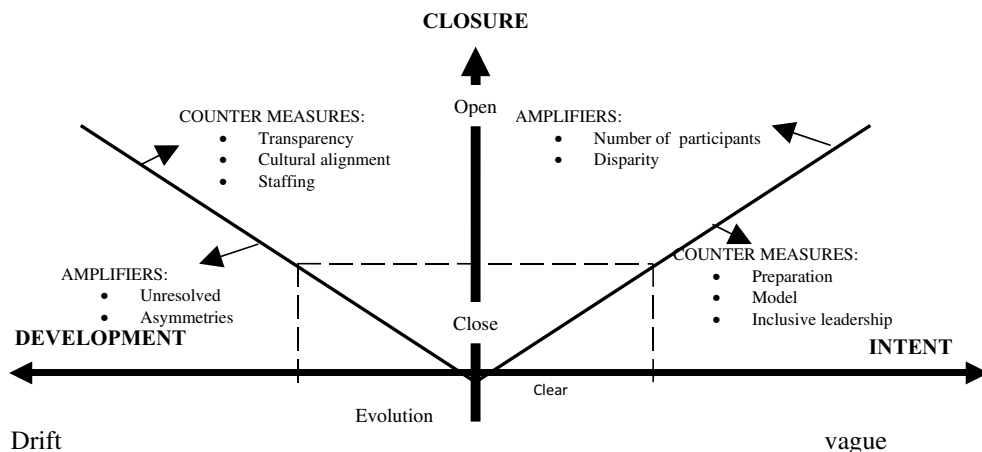 CLOSURE
Open
COUNTER MEASURES:
• Transparency
• Cultural alignment
• Staffing
AMPLIFIERS:
• Number of participants
• Disparity
AMPLIFIERS:
• Unresolved
• Asymmetries
COUNTER MEASURES:
• Preparation
• Model
• Inclusive leadership
Close
DEVELOPMENT
INTENT
Clear
Evolution
Drift
vague